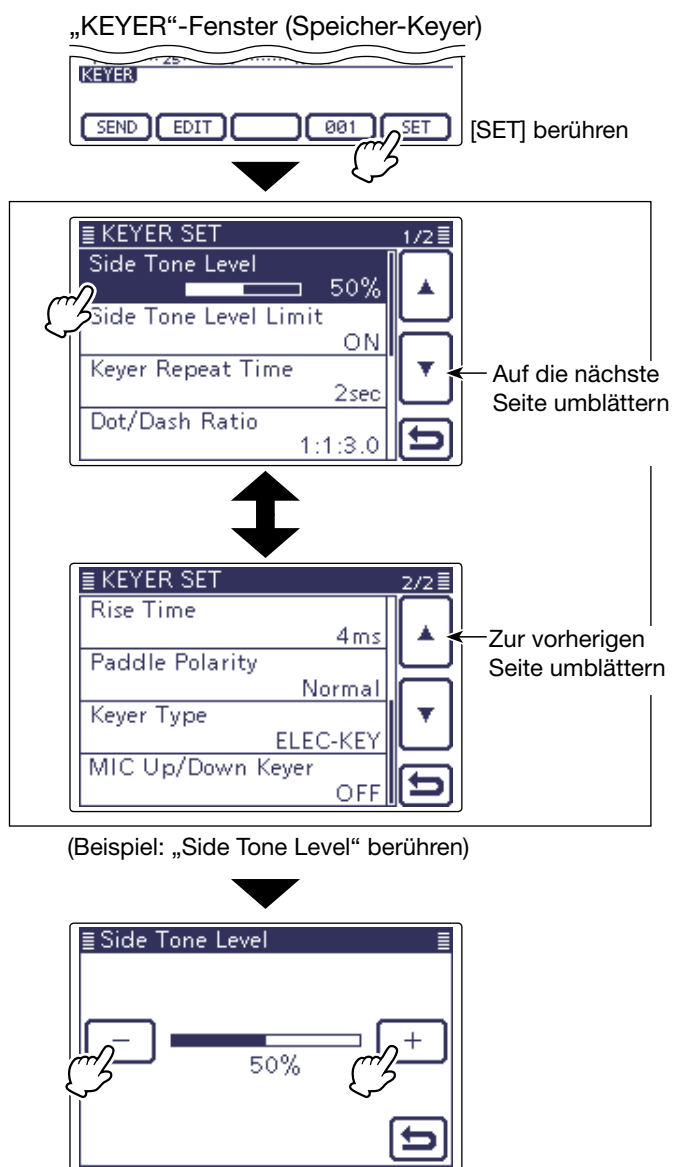 „KEYER“-Fenster (Speicher-Keyer)
KEYER
SEND EDIT 001 SET
[SET] berühren
KEYER SET 1/2
Side Tone Level
50%
Side Tone Level Limit
ON
Keyer Repeat Time
2sec
Dot/Dash Ratio
1:1:3.0
Auf die nächste
Seite umblättern
KEYER SET 2/2
Rise Time
4ms
Paddle Polarity
Normal
Keyer Type
ELEC-KEY
MIC Up/Down Keyer
OFF
Zur vorherigen
Seite umblättern
(Beispiel: „Side Tone Level“ berühren)
Side Tone Level
– +
50%